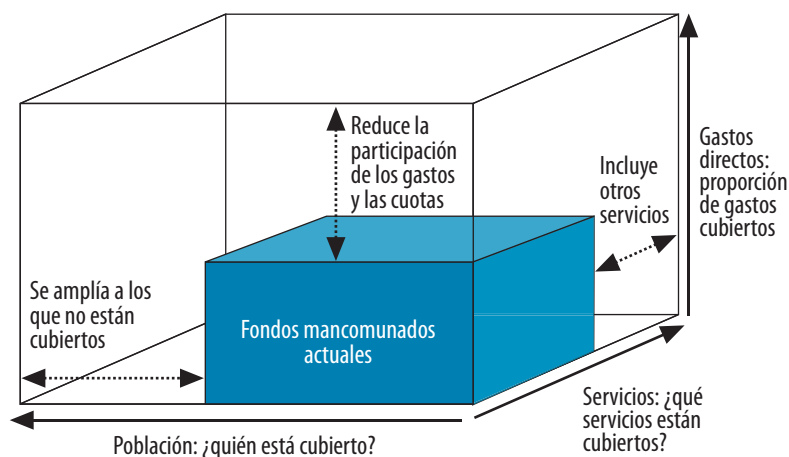 Reduce la
participación
de los gastos
y las cuotas
Incluye
otros
servicios
Gastos
directos:
proporción
de gastos
cubiertos
Se amplía a los
que no están
cubiertos
Fondos mancomunados
actuales
Servicios: ¿qué
servicios están
cubiertos?
Población: ¿quién está cubierto?